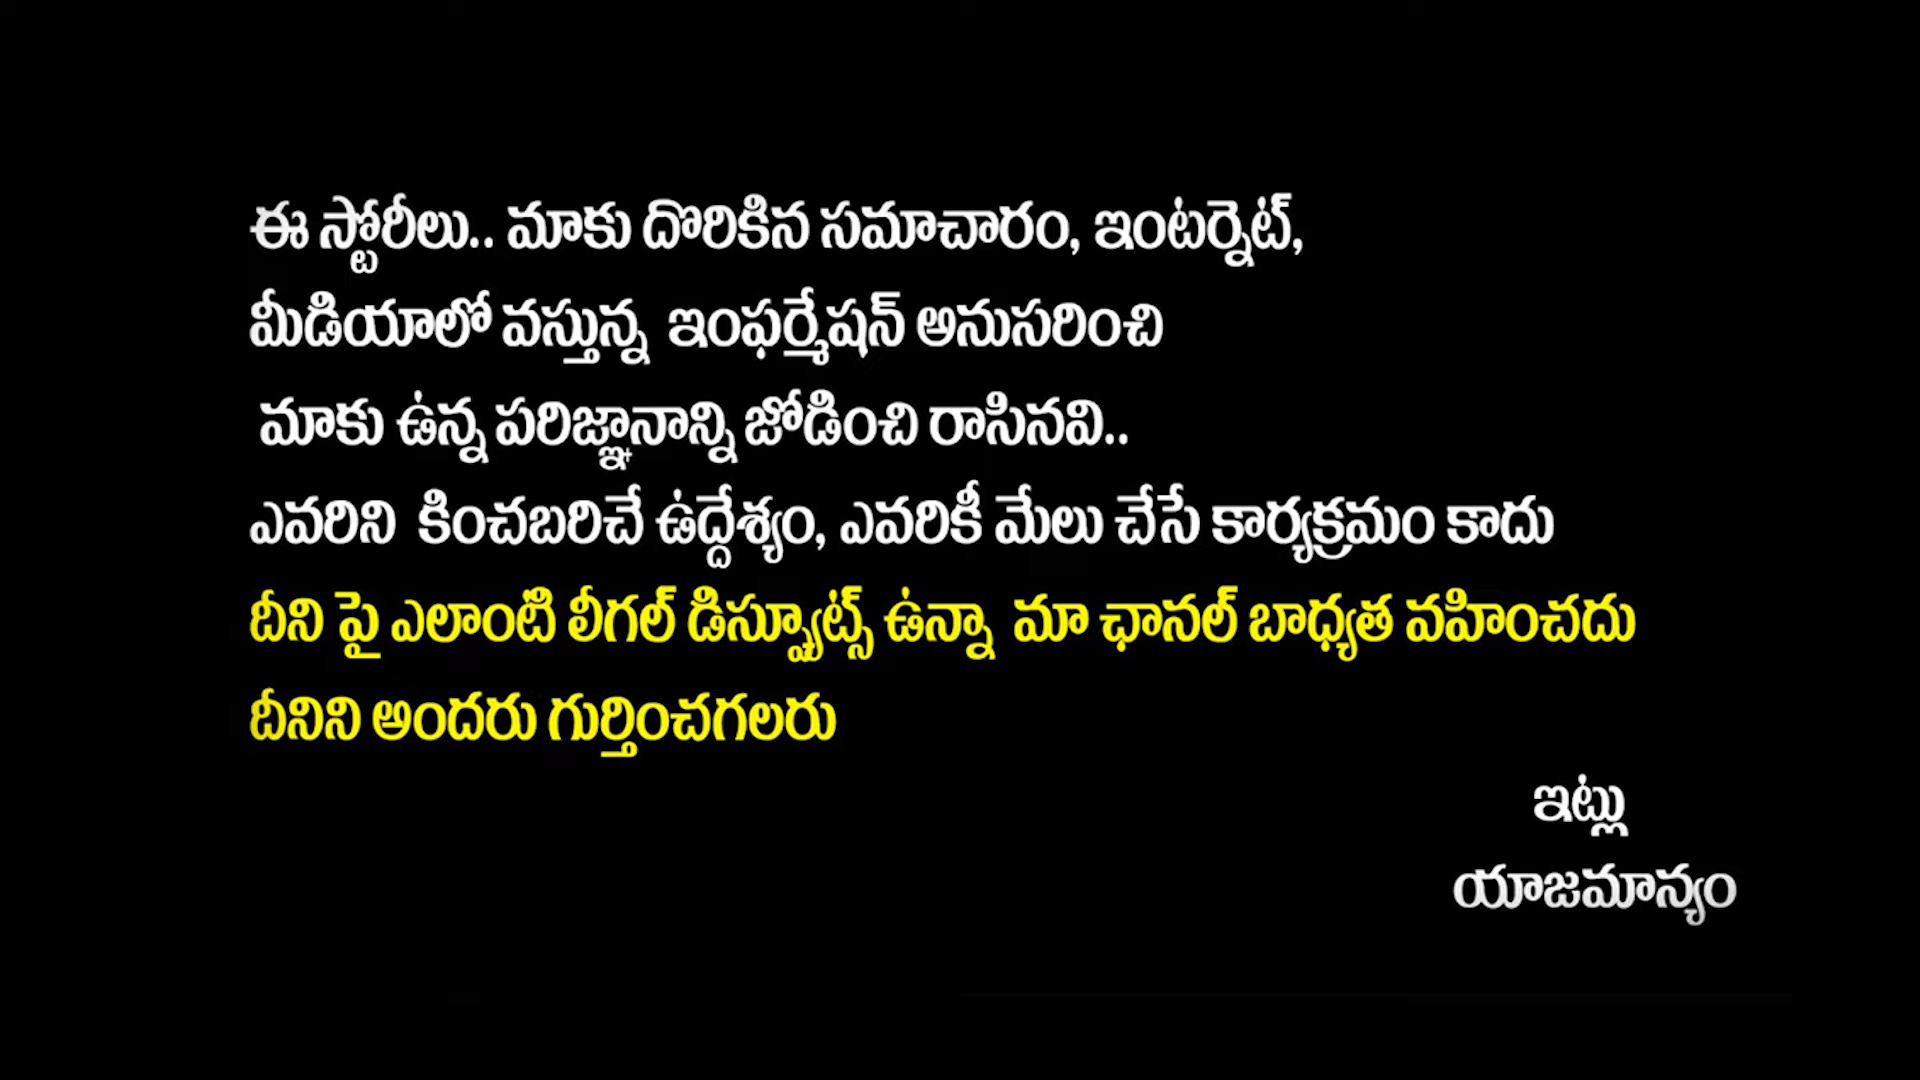 ఈ స్టోరీలు.. మాకు దొరికిన సమాచారం, ఇంటర్నెట్,
మీడియాలో వస్తున్న ఇంఫర్మేషన్ అనుసరించి
మాకు ఉన్న పరిజ్ఞానాన్ని జోడించి రాసినవి..
ఎవరిని కించబరిచే ఉద్దేశ్యం, ఎవరికీ మేలు చేసే కార్యక్రమం కాదు
దీని పై ఎలాంటి లీగల్ డిస్ప్యూట్స్ ఉన్నా మా ఛానల్ బాధ్యత వహించదు
దీనిని అందరు గుర్తించగలరు
ఇట్లు
యాజమాన్యం